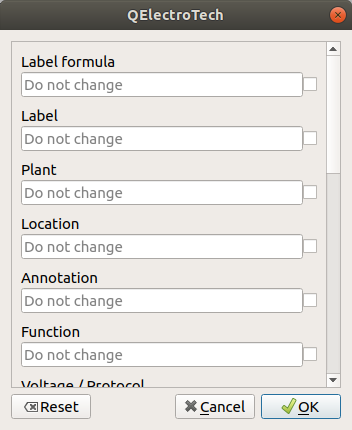 QElectroTech
Label formula
Do not change
Label
Do not change
Plant
Do not change
Location
Do not change
Annotation
Do not change
Function
Do not change
Voltage / Protocol
Reset
Cancel
OK